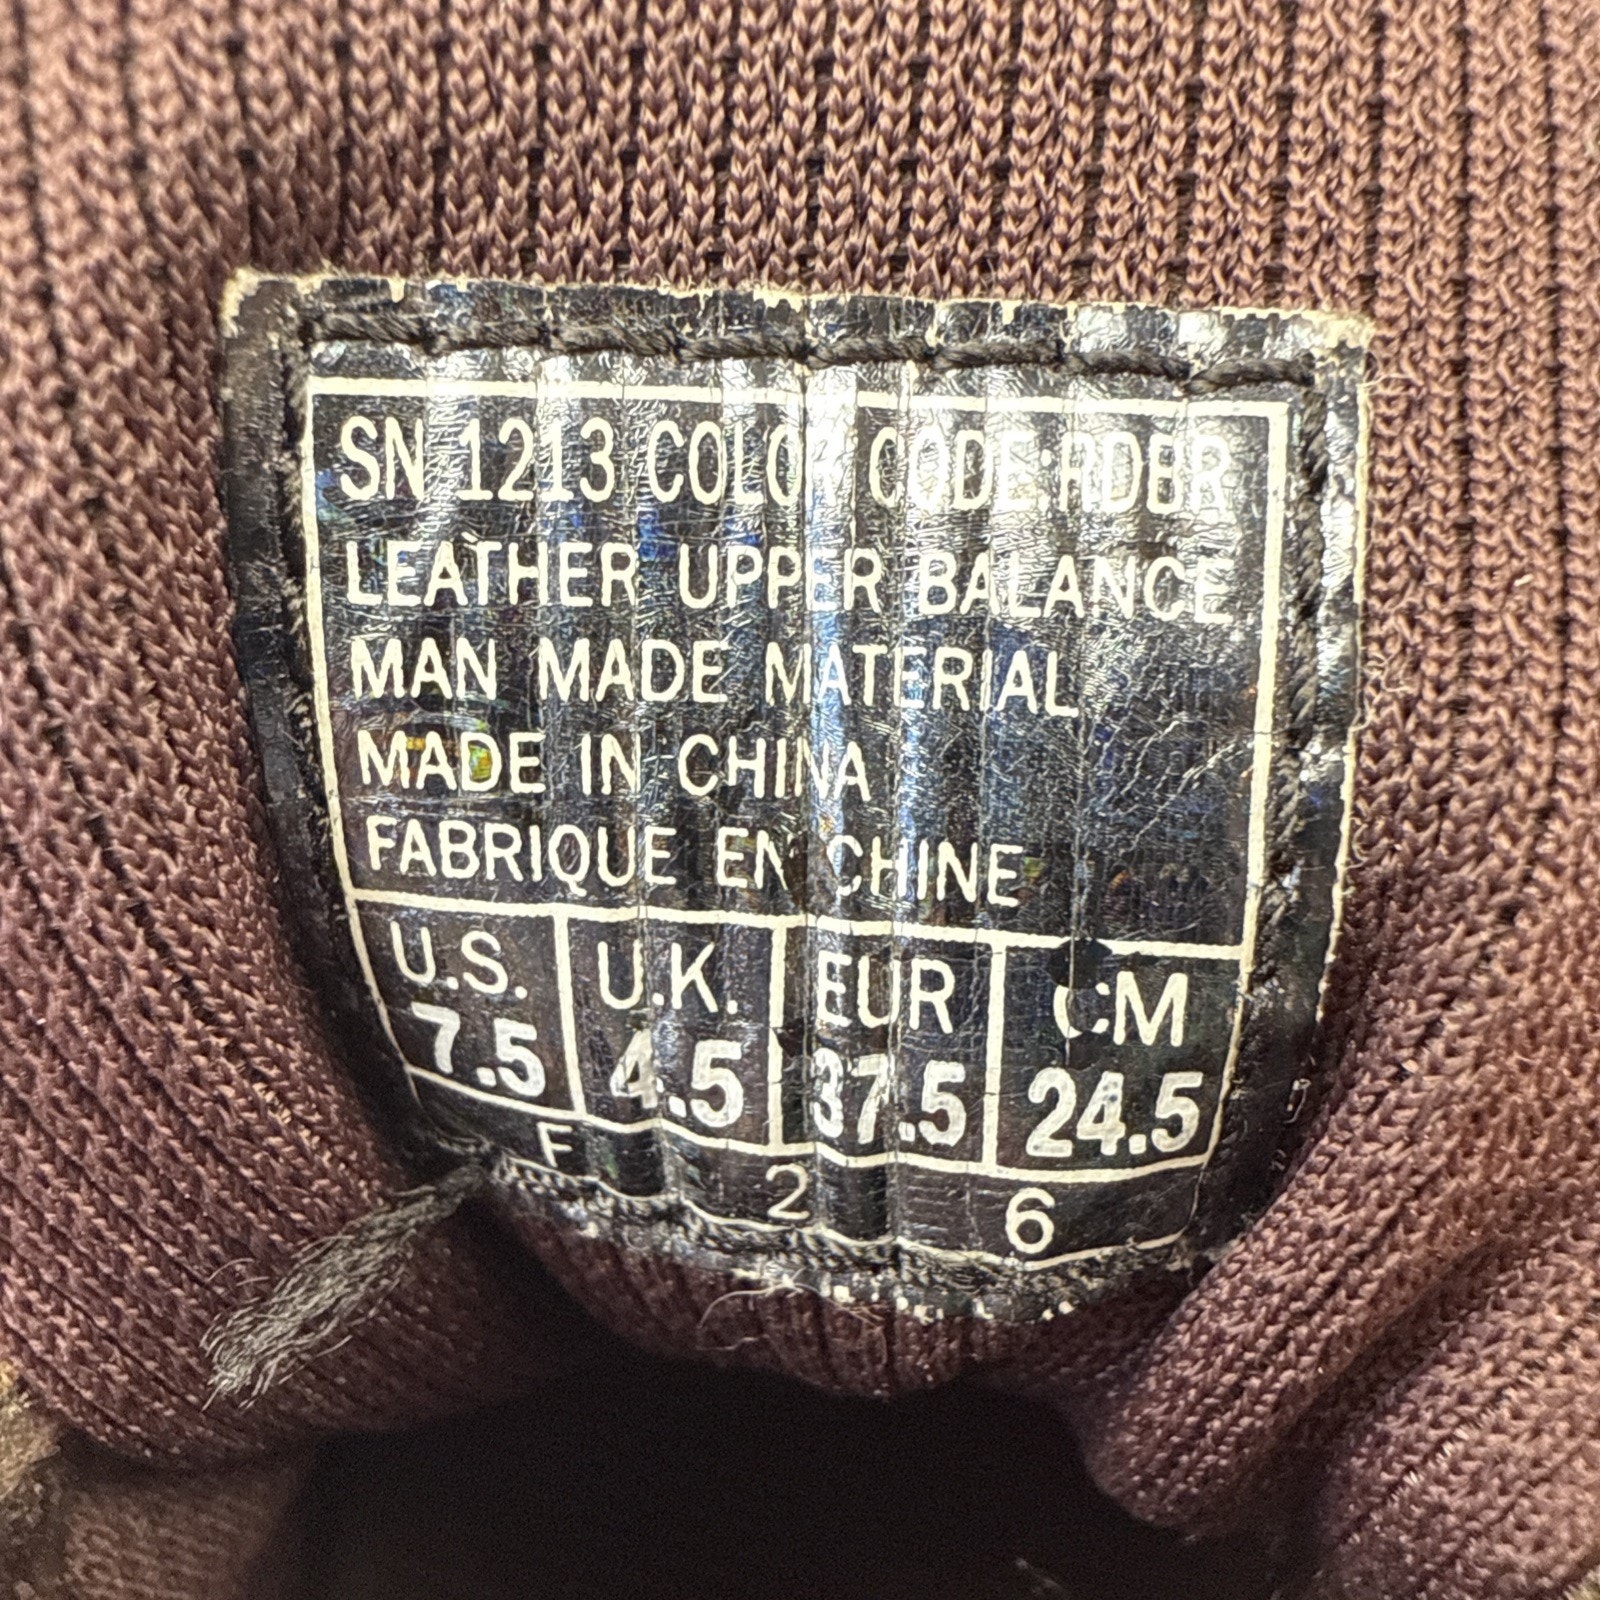 SN 1213 COLOR CODE:RDBR
LEATHER UPPER BALANCE
MAN MADE MATERIAL
MADE IN CHINA
FABRIQUE EN CHINE
U.S. U.K. EUR CM
7.5 4.5 37.5 24.5
F 2 6